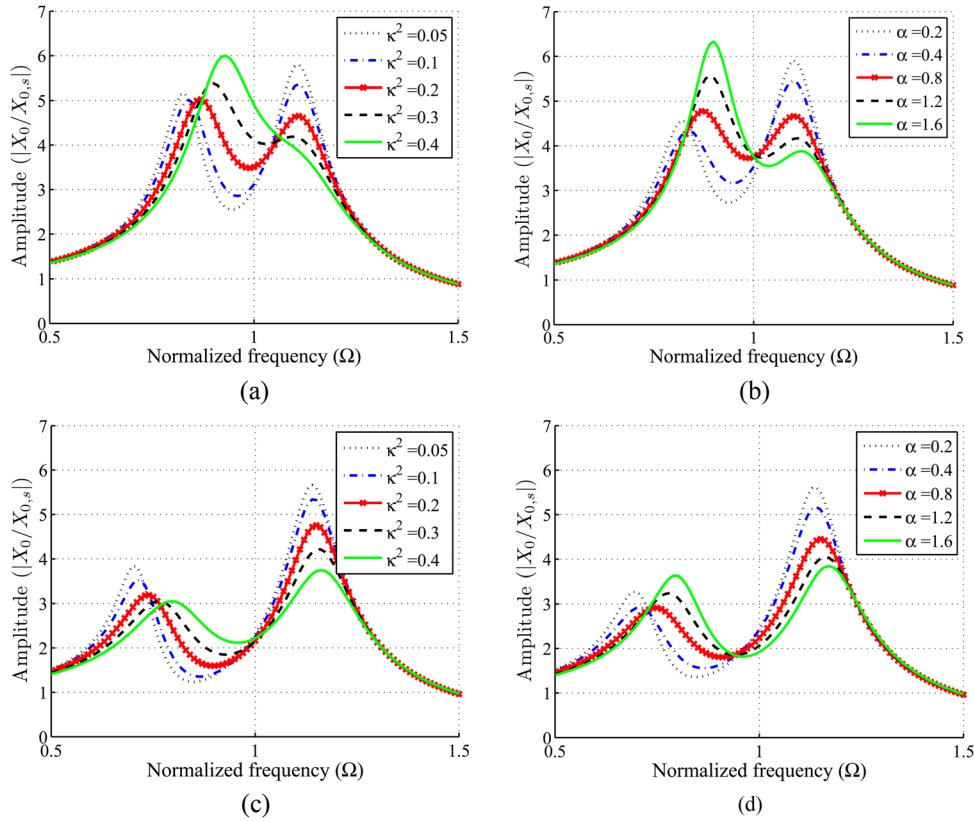 7
6
5
4
3
2
1
0
Amplitude (|X₀/X₀,ₛ|)
κ² =0.05
κ² =0.1
κ² =0.2
κ² =0.3
κ² =0.4
0.5
1
1.5
Normalized frequency (Ω)
(a)
7
6
5
4
3
2
1
0
Amplitude (|X₀/X₀,ₛ|)
α =0.2
α =0.4
α =0.8
α =1.2
α =1.6
0.5
1
1.5
Normalized frequency (Ω)
(b)
7
6
5
4
3
2
1
0
Amplitude (|X₀/X₀,ₛ|)
κ² =0.05
κ² =0.1
κ² =0.2
κ² =0.3
κ² =0.4
0.5
1
1.5
Normalized frequency (Ω)
(c)
7
6
5
4
3
2
1
0
Amplitude (|X₀/X₀,ₛ|)
α =0.2
α =0.4
α =0.8
α =1.2
α =1.6
0.5
1
1.5
Normalized frequency (Ω)
(d)